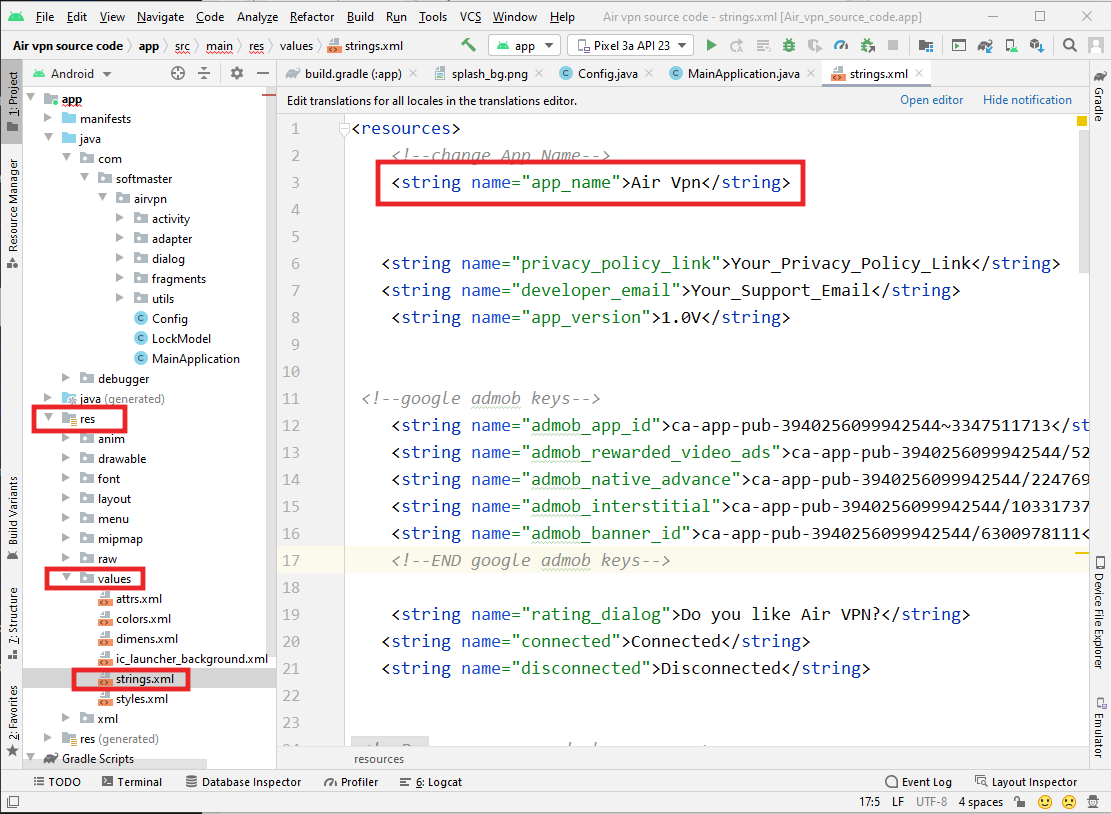 File Edit View Navigate Code Analyze Refactor Build Run Tools VCS Window Help Air vpn source code - strings.xml [Air_vpn_source_code.app]
Air vpn source code app src main res values strings.xml app Pixel 3a API 23
1: Project
Resource Manager
Build Variants
7: Structure
2: Favorites
Android
app
manifests
java
com
softmaster
airvpn
activity
adapter
dialog
fragments
utils
Config
LockModel
MainApplication
debugger
java (generated)
res
anim
drawable
font
layout
menu
mipmap
raw
values
attrs.xml
colors.xml
dimens.xml
ic_launcher_background.xml
strings.xml
styles.xml
xml
res (generated)
Gradle Scripts
build.gradle (:app) splash_bg.png Config.java MainApplication.java strings.xml
Edit translations for all locales in the translations editor. Open editor Hide notification
1 <resources>
2 <!--change App Name-->
3 <string name="app_name">Air Vpn</string>
4
5
6 <string name="privacy_policy_link">Your_Privacy_Policy_Link</string>
7 <string name="developer_email">Your_Support_Email</string>
8 <string name="app_version">1.0V</string>
9
10
11 <!--google admob keys-->
12 <string name="admob_app_id">ca-app-pub-3940256099942544~3347511713</st
13 <string name="admob_rewarded_video_ads">ca-app-pub-3940256099942544/52
14 <string name="admob_native_advance">ca-app-pub-3940256099942544/224769
15 <string name="admob_interstitial">ca-app-pub-3940256099942544/10331737
16 <string name="admob_banner_id">ca-app-pub-3940256099942544/6300978111<
17 <!--END google admob keys-->
18
19 <string name="rating_dialog">Do you like Air VPN?</string>
20 <string name="connected">Connected</string>
21 <string name="disconnected">Disconnected</string>
22
23
resources
Gradle
Device File Explorer
Emulator
TODO Terminal Database Inspector Profiler 6: Logcat Event Log Layout Inspector
17:5 LF UTF-8 4 spaces